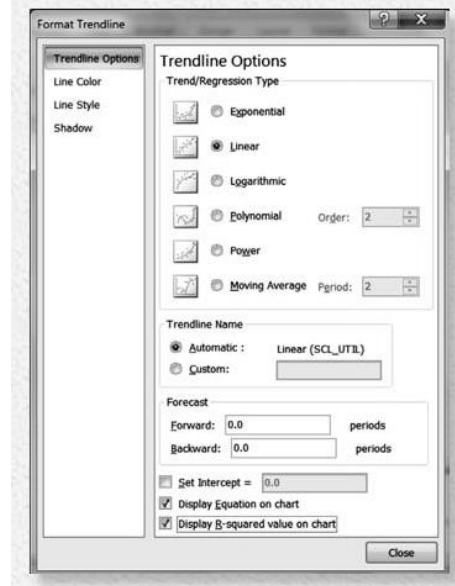 Format Trendline
? X
Trendline Options
Line Color
Line Style
Shadow
Trendline Options
Trend/Regression Type
Exponential
Linear
Logarithmic
Polynomial Order: 2
Power
Moving Average Period: 2
Trendline Name
Automatic : Linear (SCL_UTIL)
Custom:
Forecast
Forward: 0.0 periods
Backward: 0.0 periods
Set Intercept = 0.0
Display Equation on chart
Display R-squared value on chart
Close